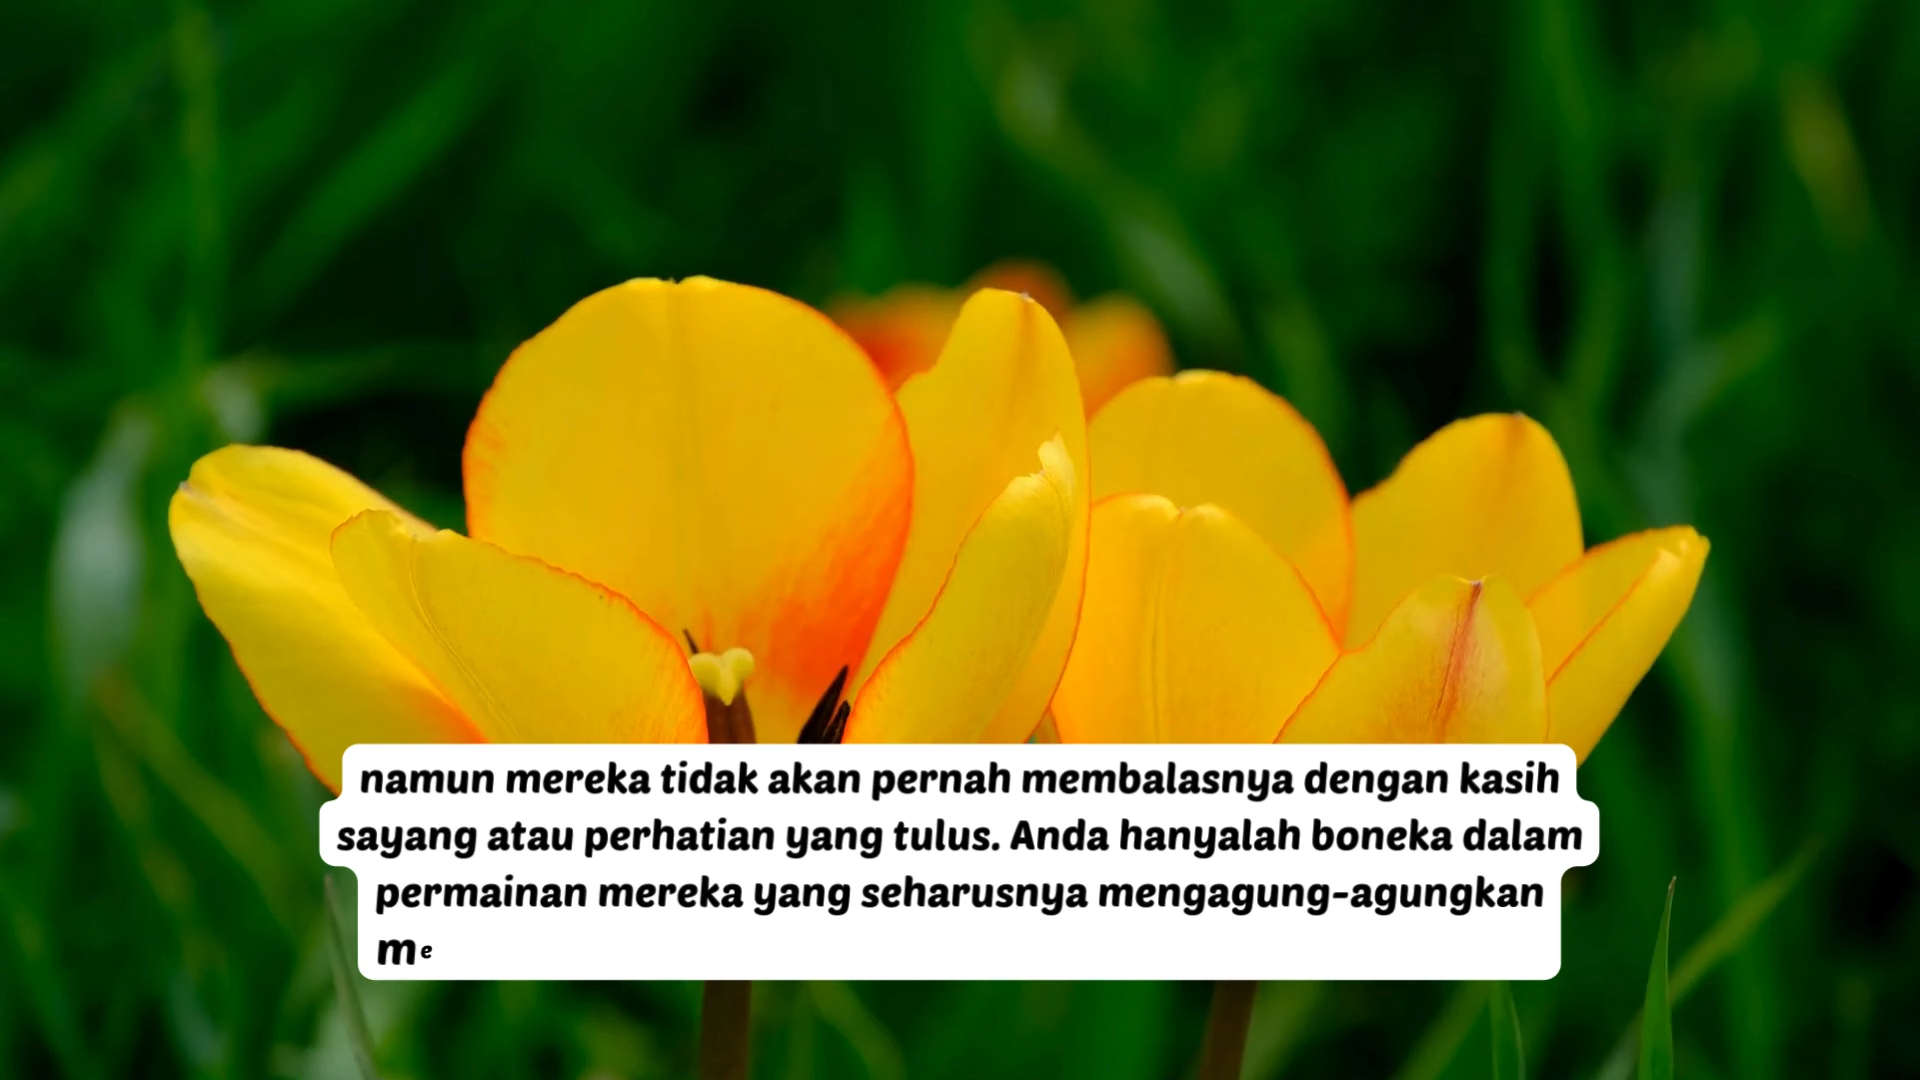 namun mereka tidak akan pernah membalasnya dengan kasih
sayang atau perhatian yang tulus. Anda hanyalah boneka dalam
permainan mereka yang seharusnya mengagung-agungkan
me